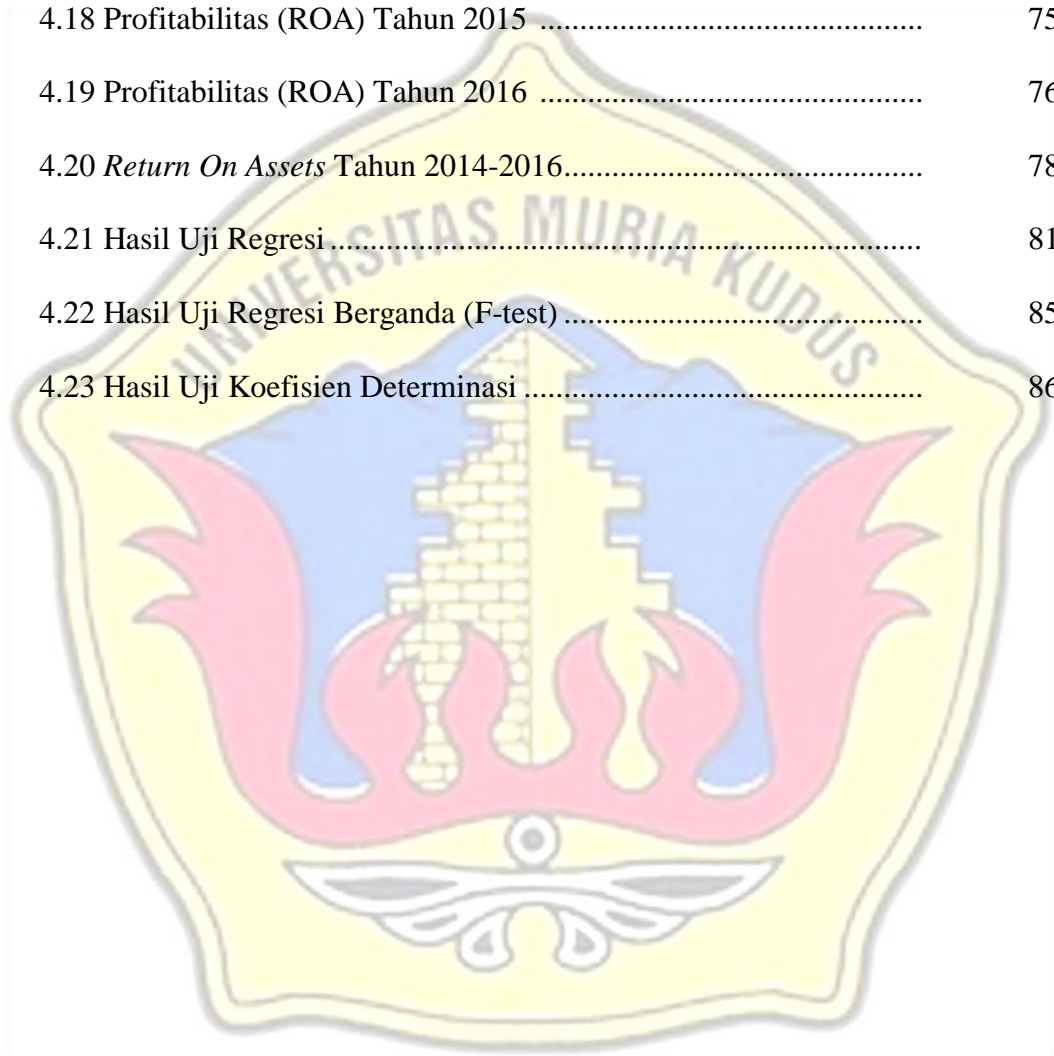 4.18 Profitabilitas (ROA) Tahun 2015 ................................................ 75
4.19 Profitabilitas (ROA) Tahun 2016 ................................................ 76
4.20 Return On Assets Tahun 2014-2016............................................. 78
4.21 Hasil Uji Regresi .......................................................................... 81
4.22 Hasil Uji Regresi Berganda (F-test) ............................................. 85
4.23 Hasil Uji Koefisien Determinasi .................................................. 86
UNIVERSITAS MURIA KUDUS